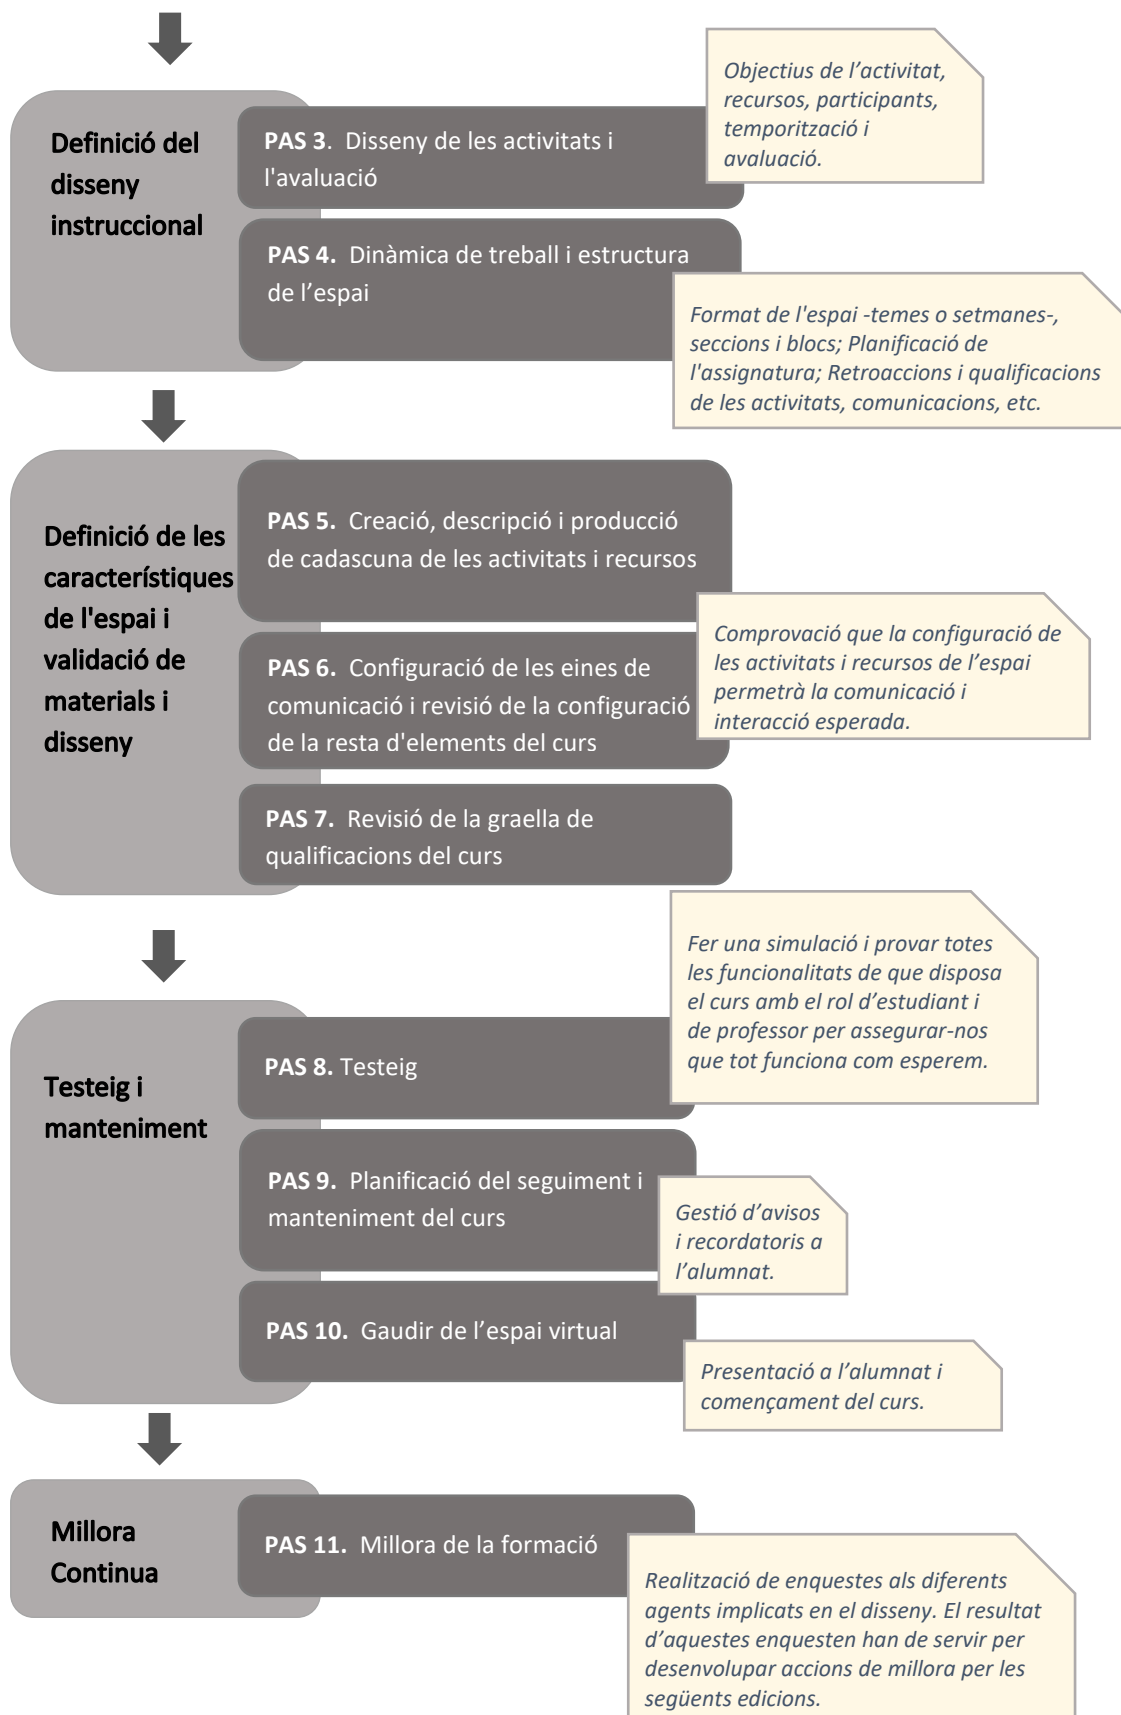 Objectius de l’activitat,
recursos, participants,
temporització i
avaluació.
Definició del
disseny
instruccional
PAS 3. Disseny de les activitats i
l'avaluació
PAS 4. Dinàmica de treball i estructura
de l’espai
Format de l'espai -temes o setmanes-,
seccions i blocs; Planificació de
l'assignatura; Retroaccions i qualificacions
de les activitats, comunicacions, etc.
Definició de les
característiques
de l'espai i
validació de
materials i
disseny
PAS 5. Creació, descripció i producció
de cadascuna de les activitats i recursos
PAS 6. Configuració de les eines de
comunicació i revisió de la configuració
de la resta d'elements del curs
Comprovació que la configuració de
les activitats i recursos de l’espai
permetrà la comunicació i
interacció esperada.
PAS 7. Revisió de la graella de
qualificacions del curs
Fer una simulació i provar totes
les funcionalitats de que disposa
el curs amb el rol d’estudiant i
de professor per assegurar-nos
que tot funciona com esperem.
Testeig i
manteniment
PAS 8. Testeig
PAS 9. Planificació del seguiment i
manteniment del curs
Gestió d’avisos
i recordatoris a
l’alumnat.
PAS 10. Gaudir de l’espai virtual
Presentació a l’alumnat i
començament del curs.
Millora
Continua
PAS 11. Millora de la formació
Realització de enquestes als diferents
agents implicats en el disseny. El resultat
d’aquestes enquesten han de servir per
desenvolupar accions de millora per les
següents edicions.